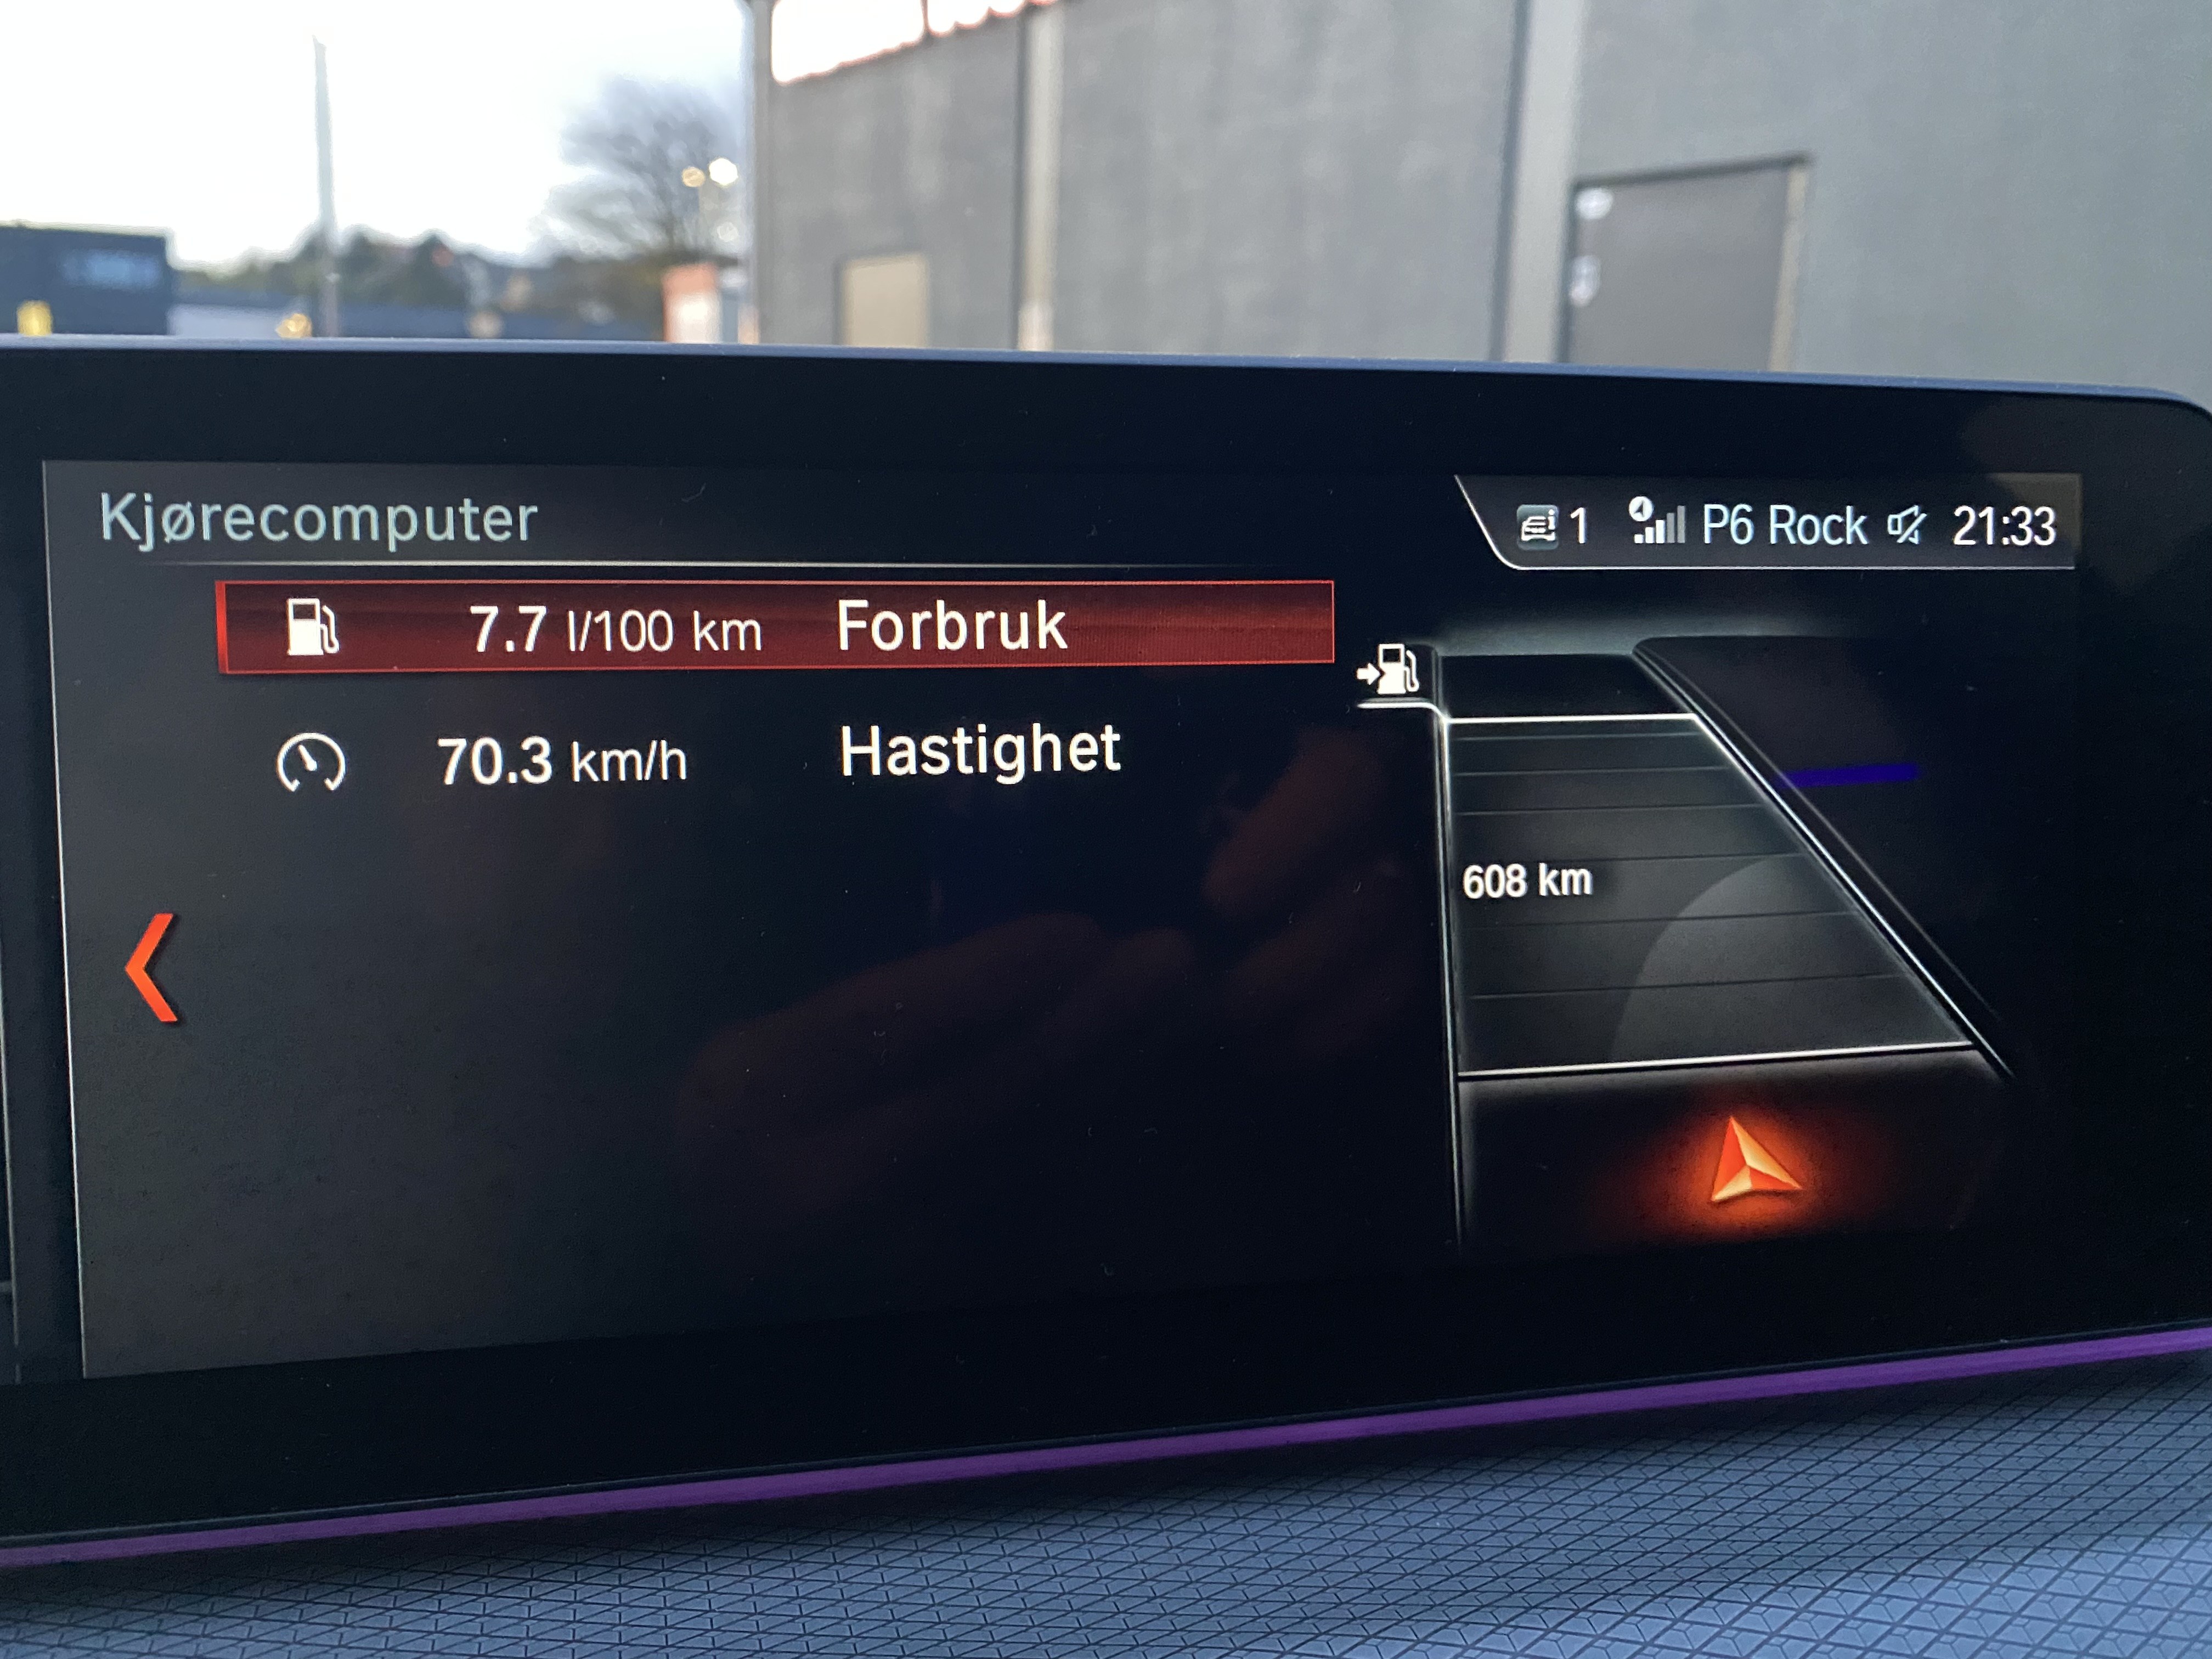 Kjørecomputer
1 P6 Rock 21:33
7.7 l/100 km Forbruk
70.3 km/h Hastighet
608 km